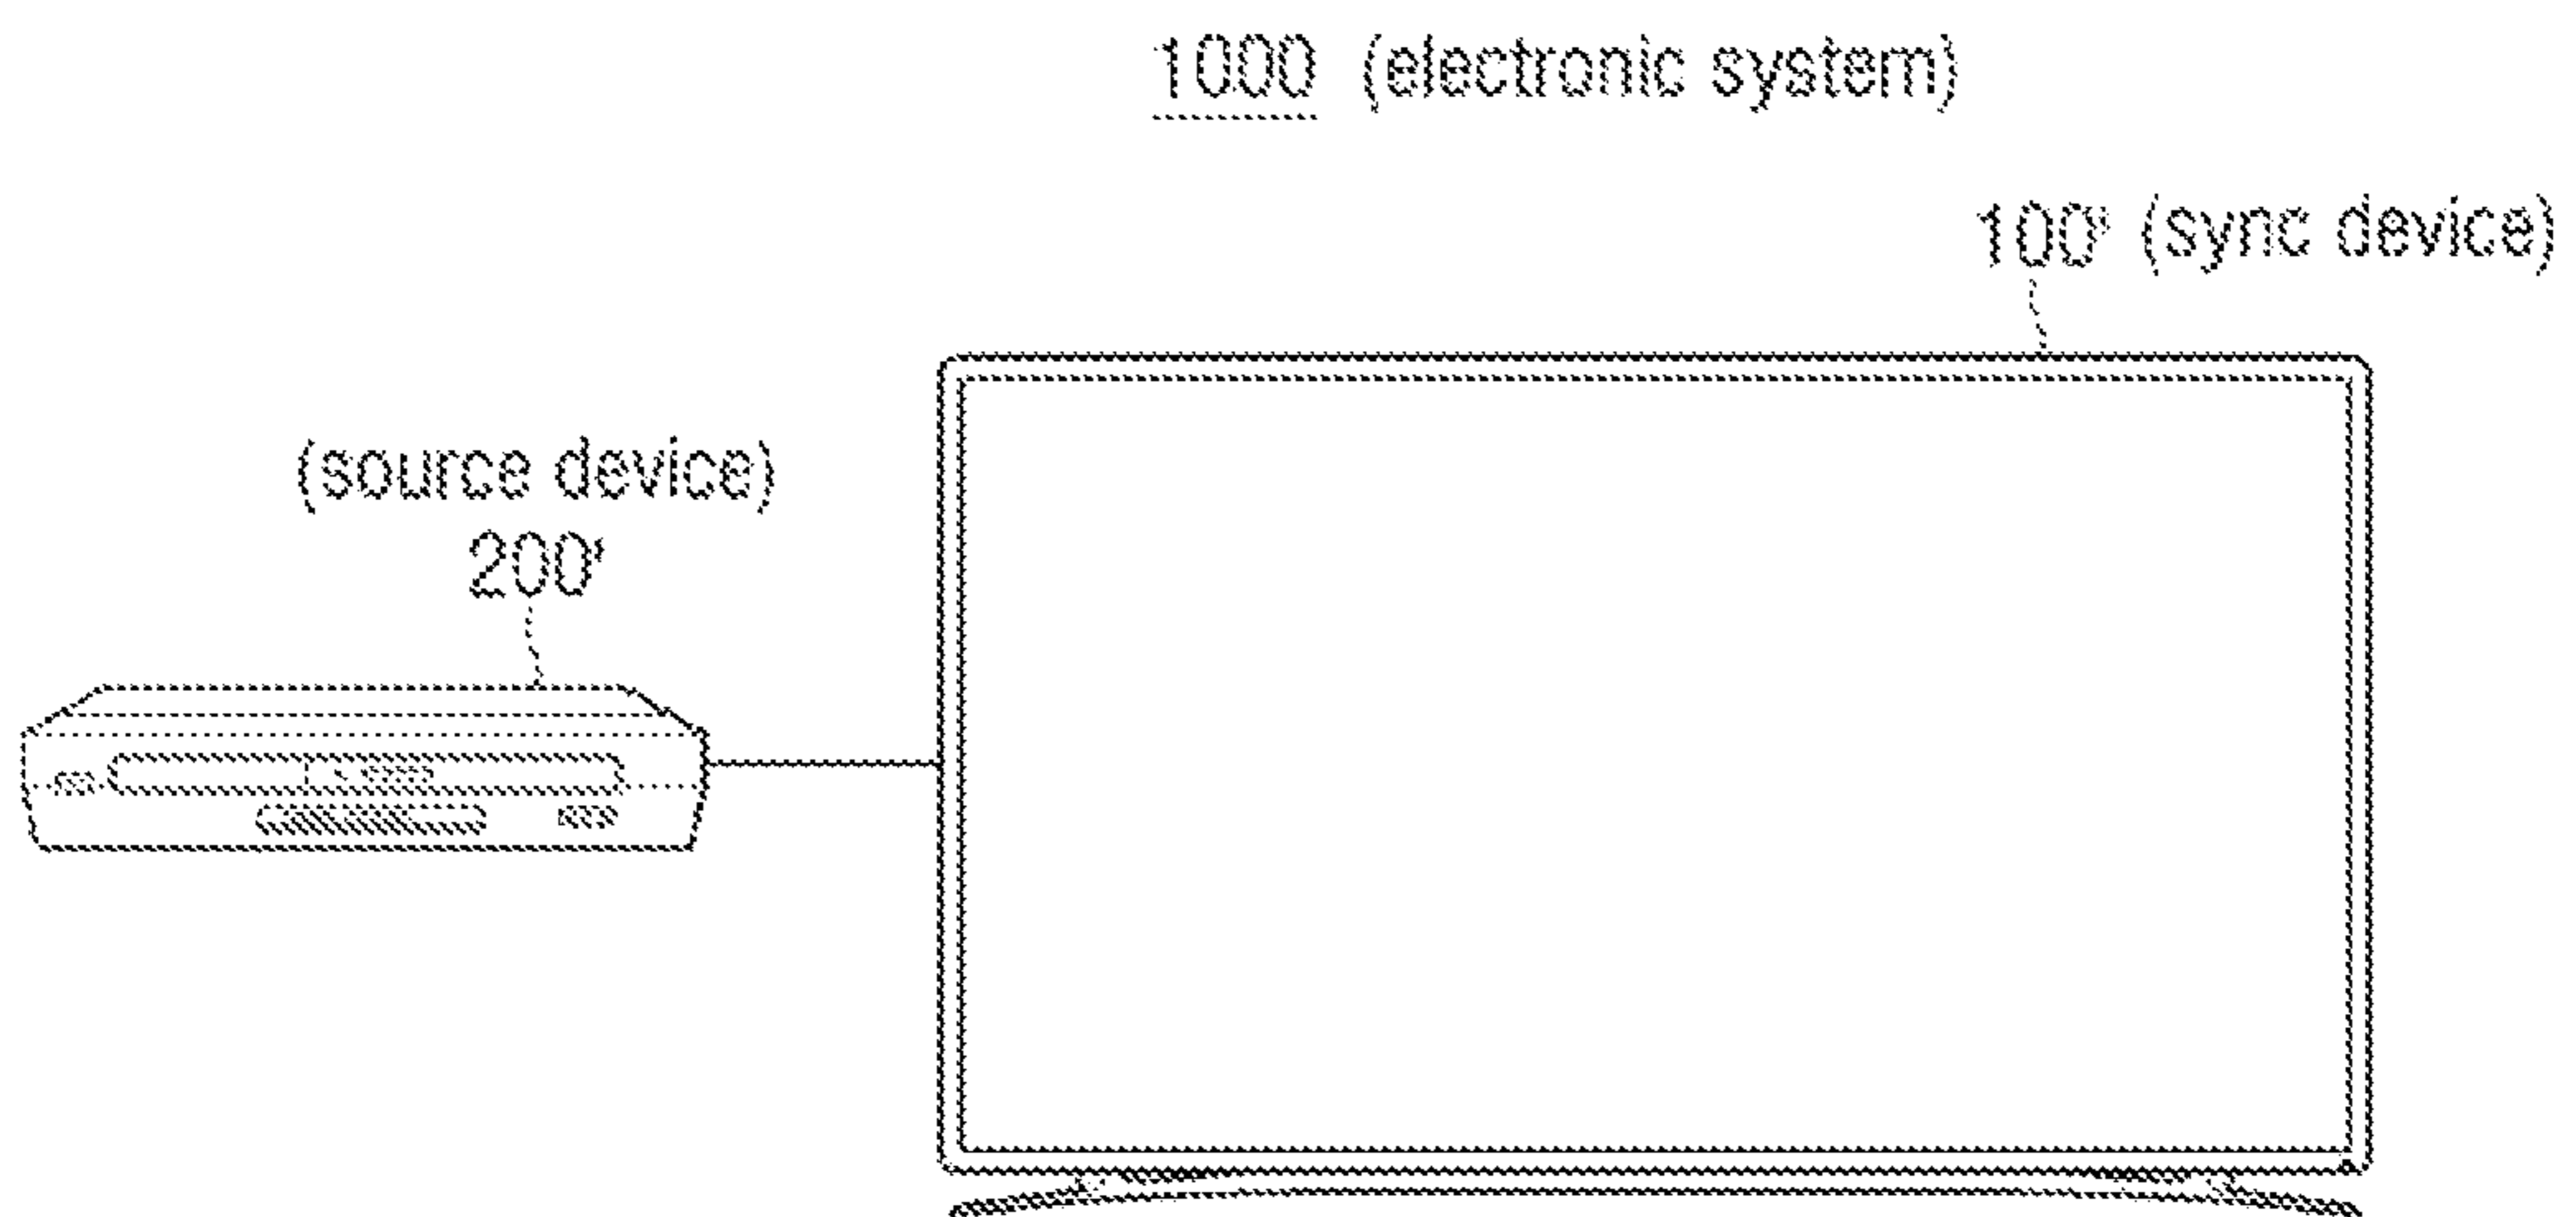 1000 (electronic system)
100' (sync device)
(source device)
200'